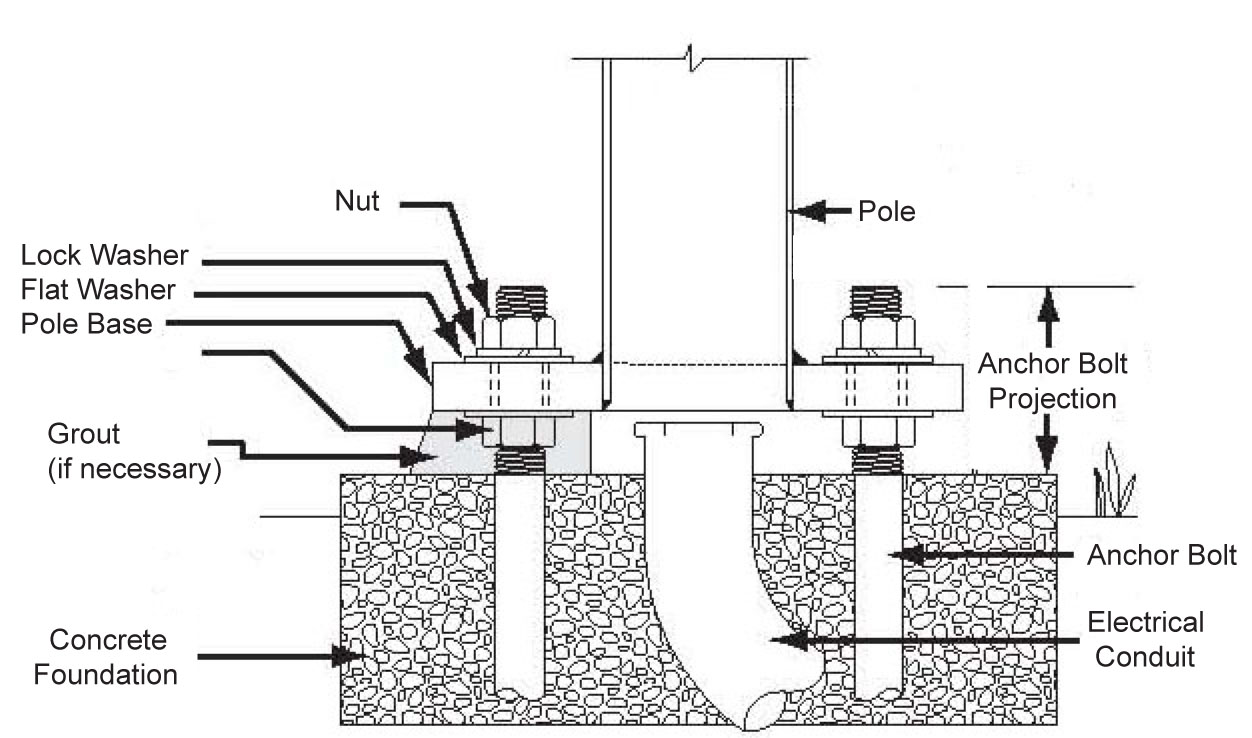 Nut
Pole
Lock Washer
Flat Washer
Pole Base
Anchor Bolt
Projection
Grout
(if necessary)
Anchor Bolt
Electrical
Conduit
Concrete
Foundation